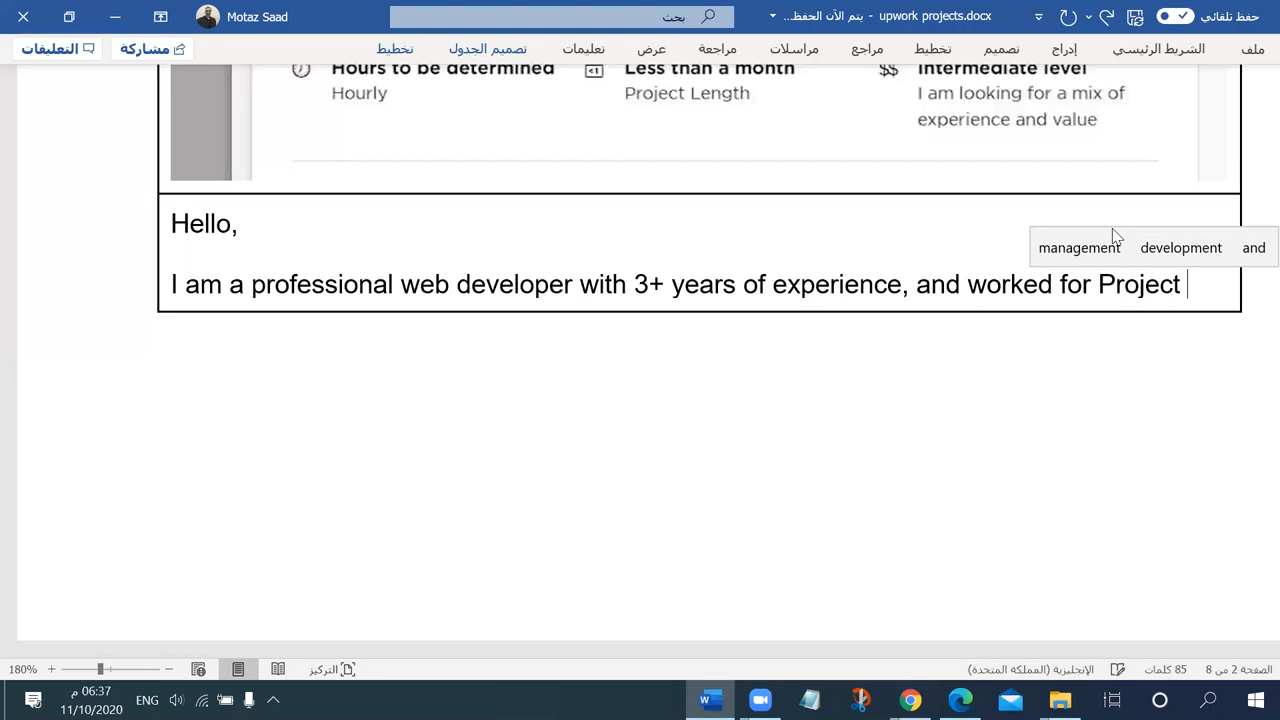 Motaz Saad
بحث
upwork projects.docx - يتم الآن الحفظ...
حفظ تلقائي
ملف
الشريط الرئيسي
إدراج
تصميم
تخطيط
مراجع
مراسلات
مراجعة
عرض
تعليمات
تصميم الجدول
تخطيط
مشاركة
التعليقات
Hours to be determined
Less than a month
Intermediate level
<1
$$
Hourly
Project Length
I am looking for a mix of
experience and value
Hello,
management development and
I am a professional web developer with 3+ years of experience, and worked for Project
الصفحة 2 من 8
85 كلمات
الإنجليزية (المملكة المتحدة)
التركيز
180%
06:37 م
11/10/2020
ENG